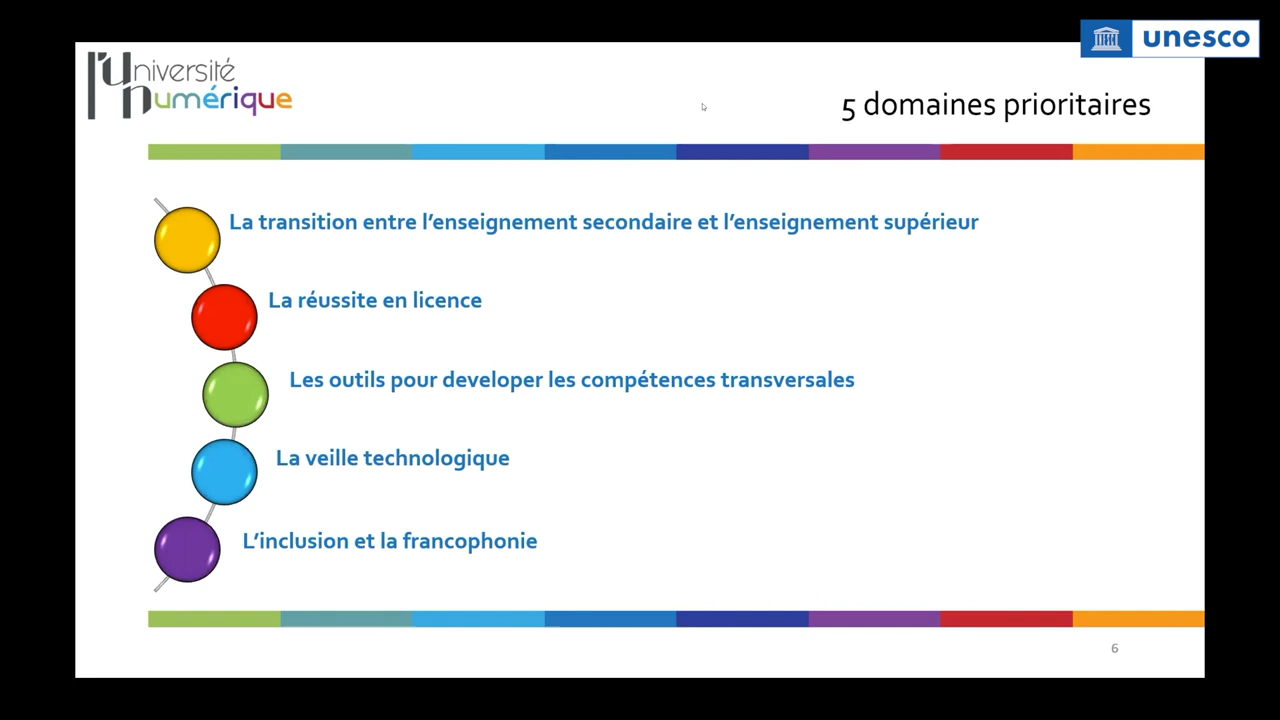 unesco
l'Université
numérique
5 domaines prioritaires
La transition entre l’enseignement secondaire et l’enseignement supérieur
La réussite en licence
Les outils pour developer les compétences transversales
La veille technologique
L’inclusion et la francophonie
6